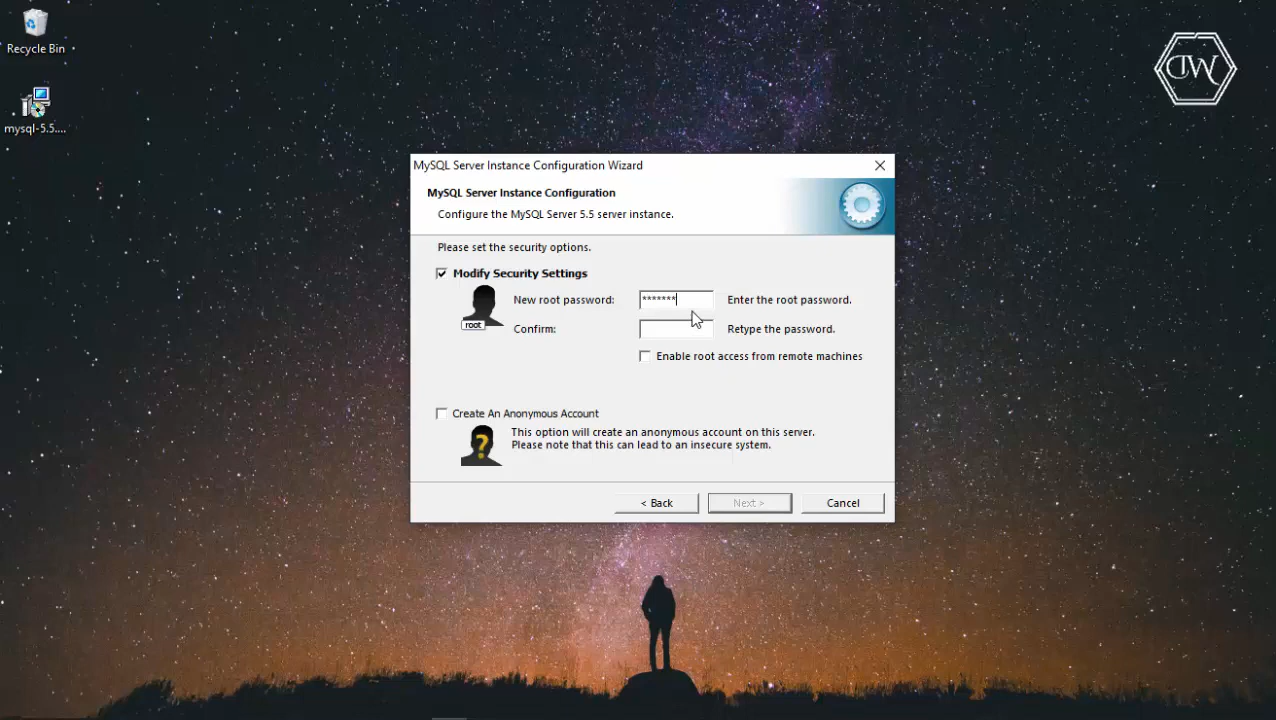 Recycle Bin
mysql-5.5....
DW
MySQL Server Instance Configuration Wizard
MySQL Server Instance Configuration
Configure the MySQL Server 5.5 server instance.
Please set the security options.
Modify Security Settings
root
New root password: ******* Enter the root password.
Confirm: Retype the password.
Enable root access from remote machines
Create An Anonymous Account
?
This option will create an anonymous account on this server.
Please note that this can lead to an insecure system.
< Back Next > Cancel